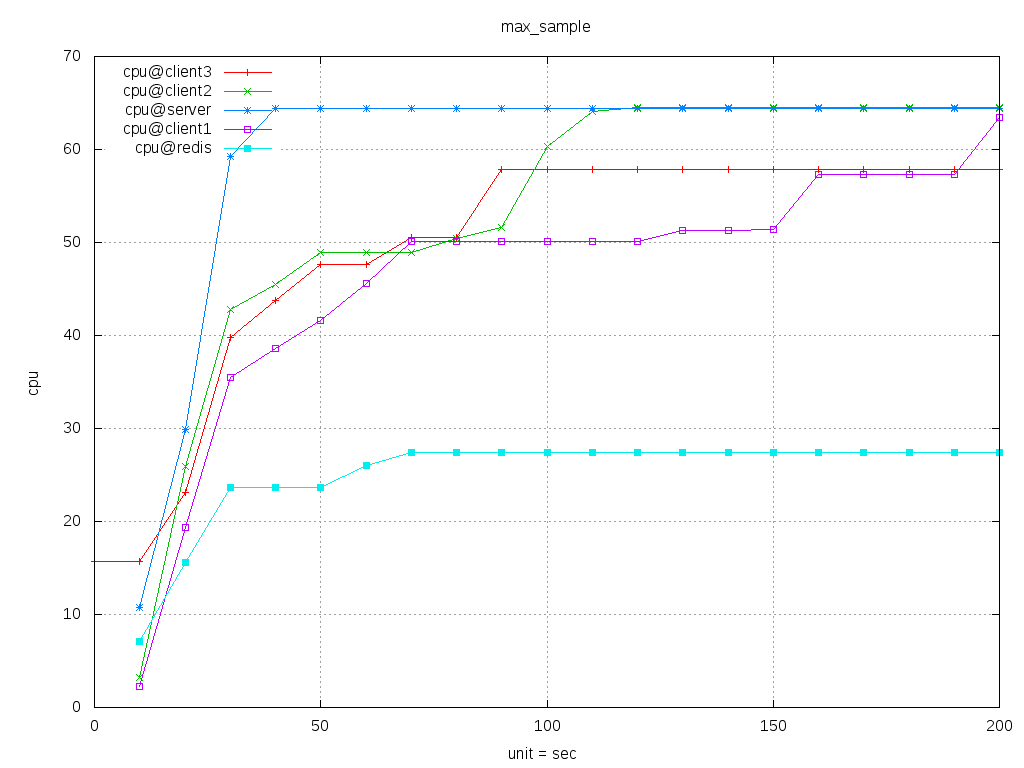 max_sample
70
60
50
40
30
20
10
0
cpu
cpu@client3
cpu@client2
cpu@server
cpu@client1
cpu@redis
0 50 100 150 200
unit = sec